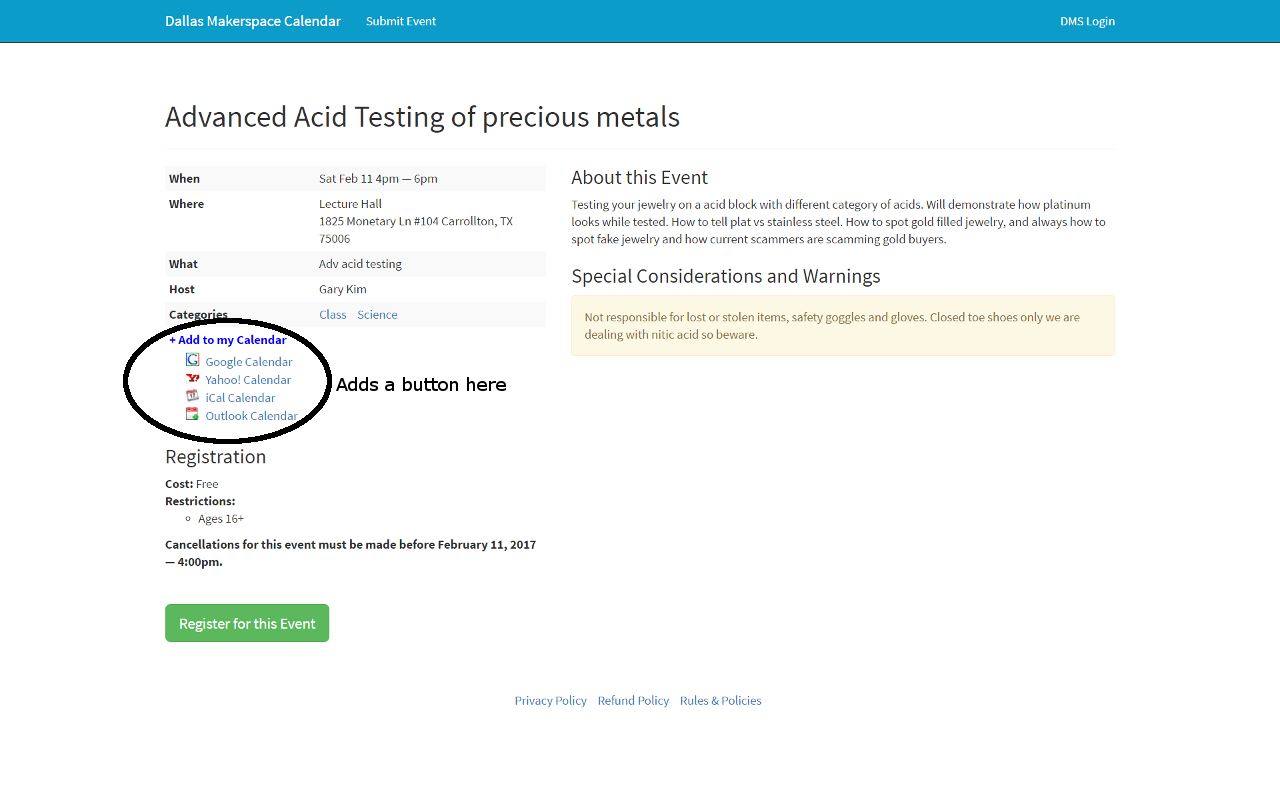 Dallas Makerspace Calendar Submit Event DMS Login
Advanced Acid Testing of precious metals
When Sat Feb 11 4pm — 6pm
Where Lecture Hall
1825 Monetary Ln #104 Carrollton, TX
75006
What Adv acid testing
Host Gary Kim
Categories Class Science
+ Add to my Calendar
Google Calendar
Yahoo! Calendar
iCal Calendar
Outlook Calendar
Adds a button here
Registration
Cost: Free
Restrictions:
Ages 16+
Cancellations for this event must be made before February 11, 2017
— 4:00pm.
Register for this Event
About this Event
Testing your jewelry on a acid block with different category of acids. Will demonstrate how platinum
looks while tested. How to tell plat vs stainless steel. How to spot gold filled jewelry, and always how to
spot fake jewelry and how current scammers are scamming gold buyers.
Special Considerations and Warnings
Not responsible for lost or stolen items, safety goggles and gloves. Closed toe shoes only we are
dealing with nitic acid so beware.
Privacy Policy Refund Policy Rules & Policies